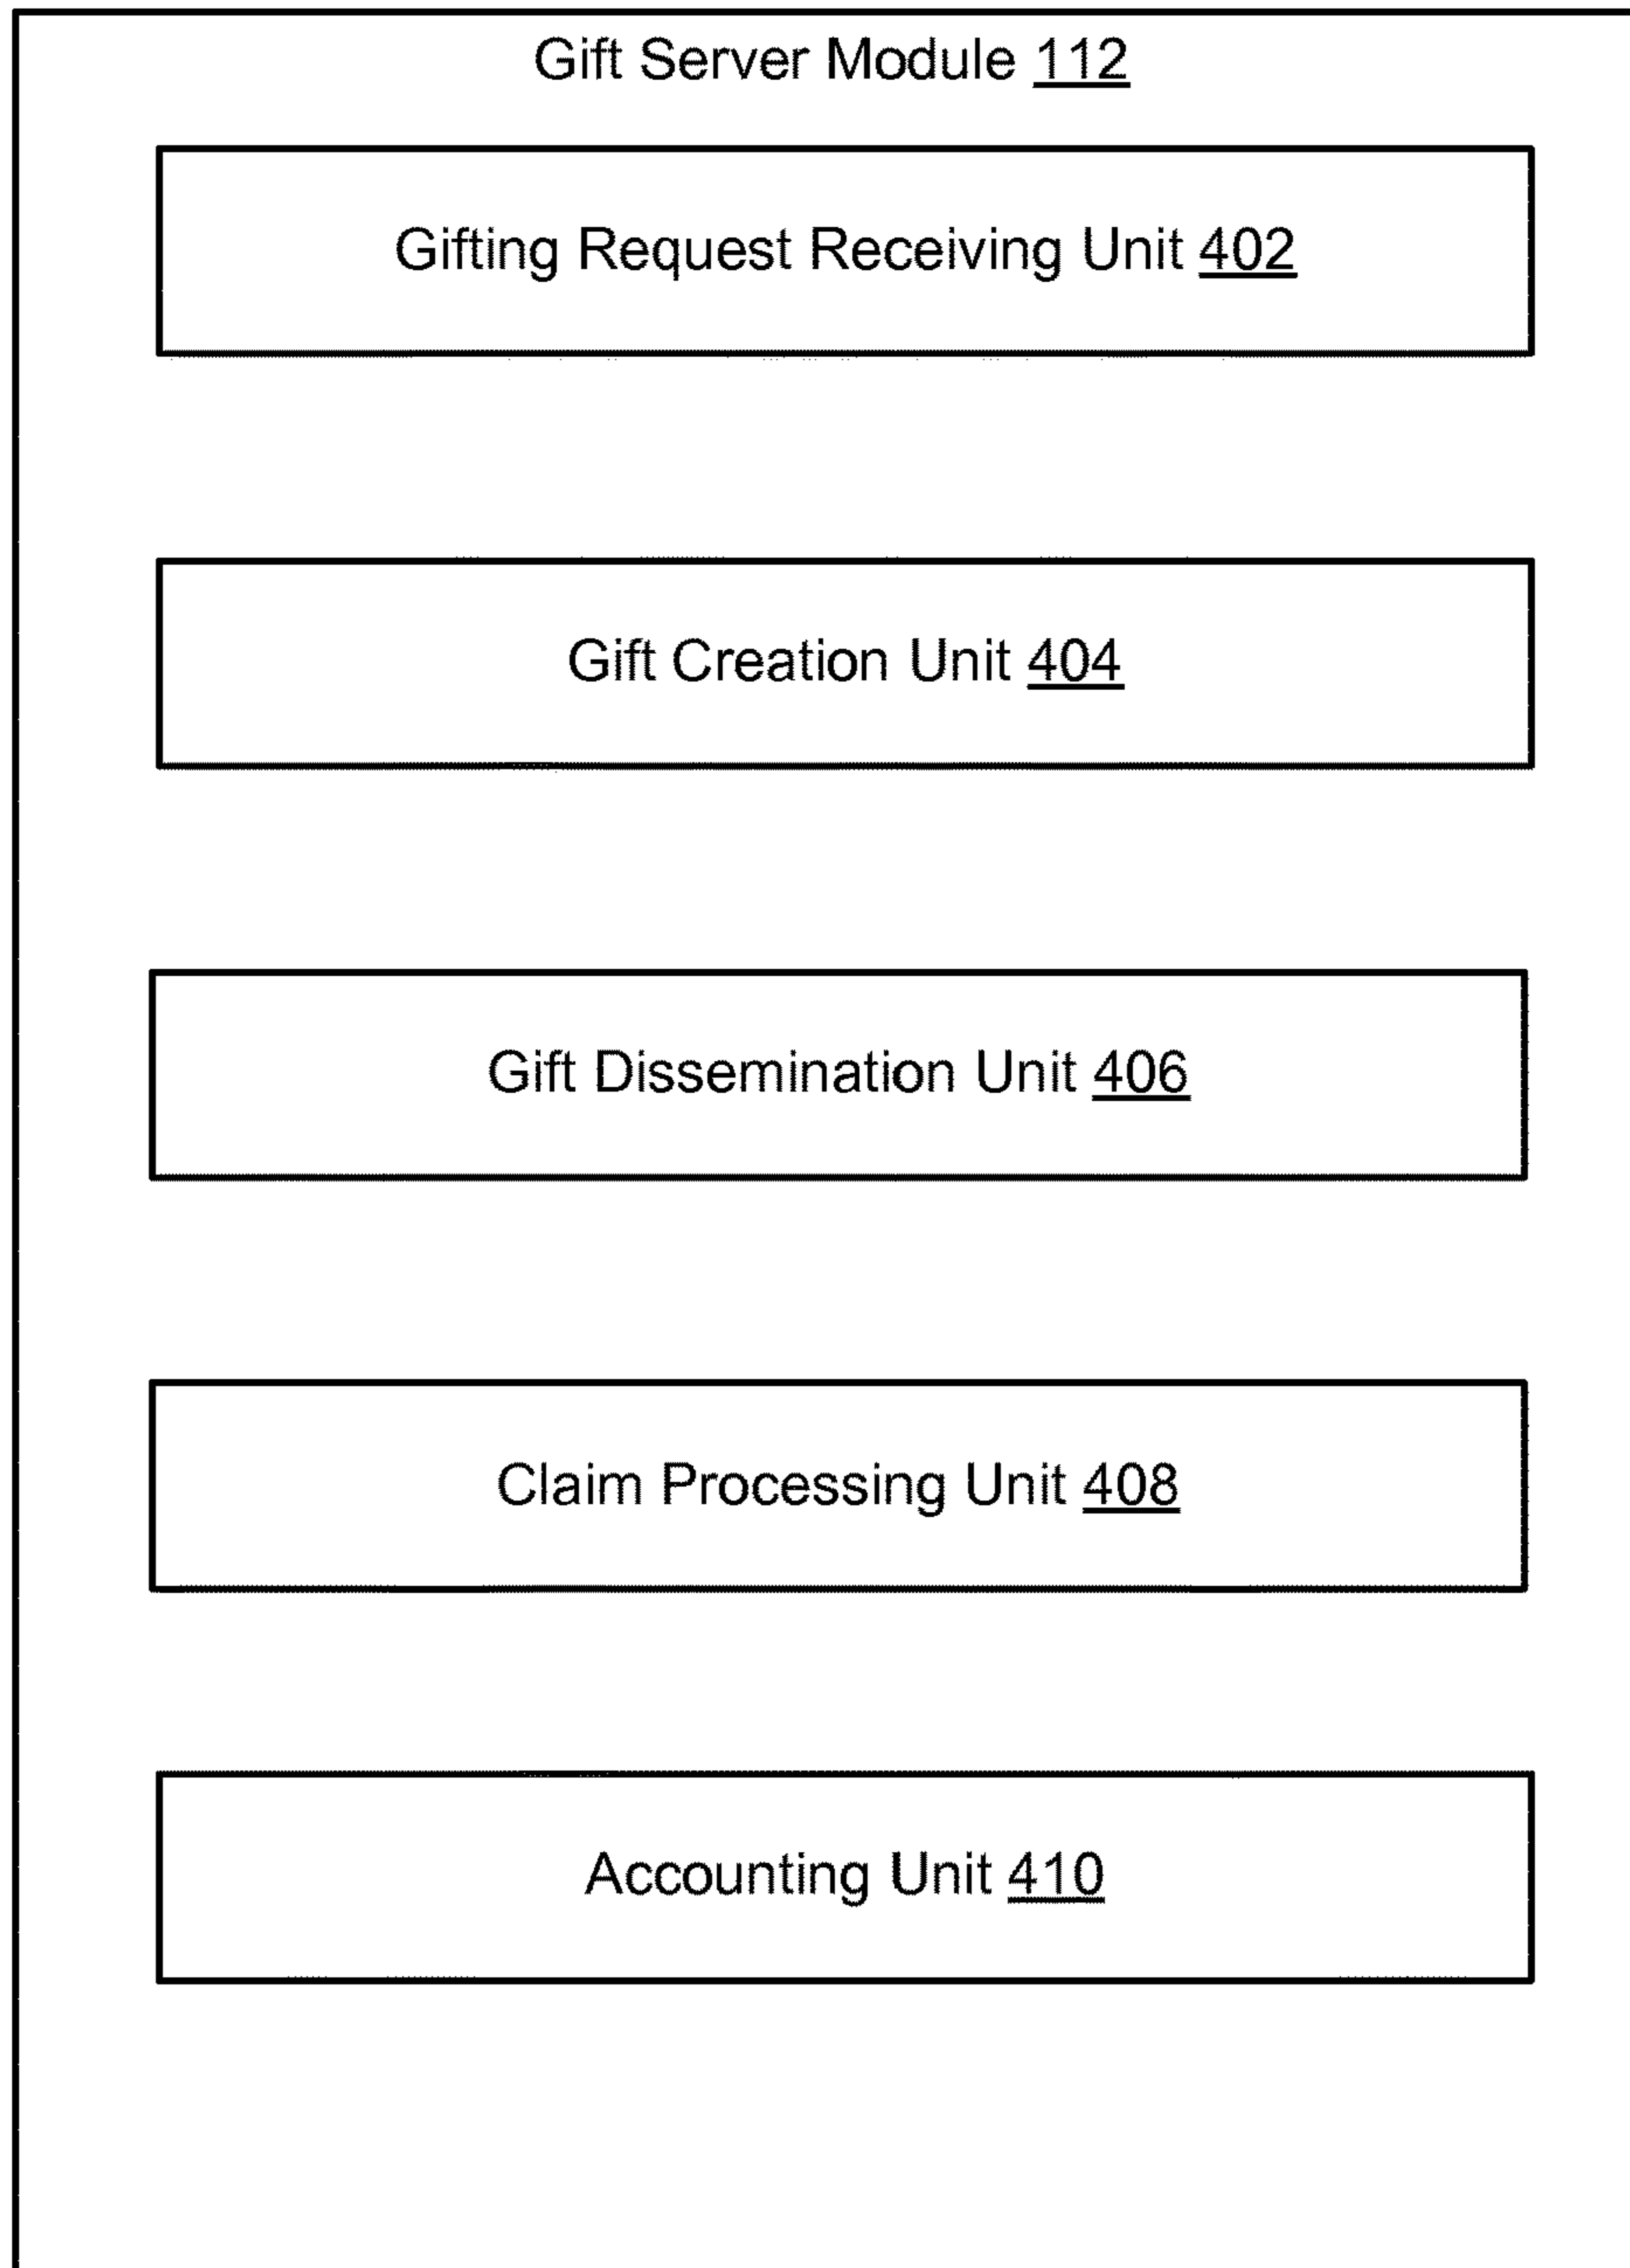 Gift Server Module 112
Gifting Request Receiving Unit 402
Gift Creation Unit 404
Gift Dissemination Unit 406
Claim Processing Unit 408
Accounting Unit 410